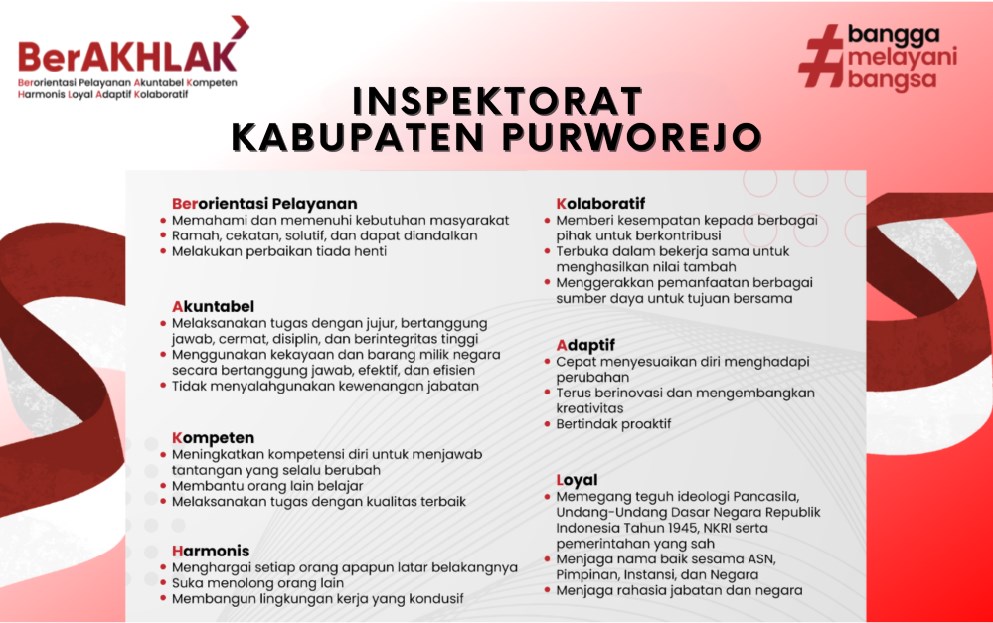 BerAKHLAK
Berorientasi Pelayanan Akuntabel Kompeten
Harmonis Loyal Adaptif Kolaboratif
#bangga
melayani
bangsa
INSPEKTORAT
KABUPATEN PURWOREJO
Berorientasi Pelayanan
• Memahami dan memenuhi kebutuhan masyarakat
• Ramah, cekatan, solutif, dan dapat diandalkan
• Melakukan perbaikan tiada henti
Akuntabel
• Melaksanakan tugas dengan jujur, bertanggung
jawab, cermat, disiplin, dan berintegritas tinggi
• Menggunakan kekayaan dan barang milik negara
secara bertanggung jawab, efektif, dan efisien
• Tidak menyalahgunakan kewenangan jabatan
Kompeten
• Meningkatkan kompetensi diri untuk menjawab
tantangan yang selalu berubah
• Membantu orang lain belajar
• Melaksanakan tugas dengan kualitas terbaik
Harmonis
• Menghargai setiap orang apapun latar belakangnya
• Suka menolong orang lain
• Membangun lingkungan kerja yang kondusif
Kolaboratif
• Memberi kesempatan kepada berbagai
pihak untuk berkontribusi
• Terbuka dalam bekerja sama untuk
menghasilkan nilai tambah
• Menggerakkan pemanfaatan berbagai
sumber daya untuk tujuan bersama
Adaptif
• Cepat menyesuaikan diri menghadapi
perubahan
• Terus berinovasi dan mengembangkan
kreativitas
• Bertindak proaktif
Loyal
• Memegang teguh ideologi Pancasila,
Undang-Undang Dasar Negara Republik
Indonesia Tahun 1945, NKRI serta
pemerintahan yang sah
• Menjaga nama baik sesama ASN,
Pimpinan, Instansi, dan Negara
• Menjaga rahasia jabatan dan negara